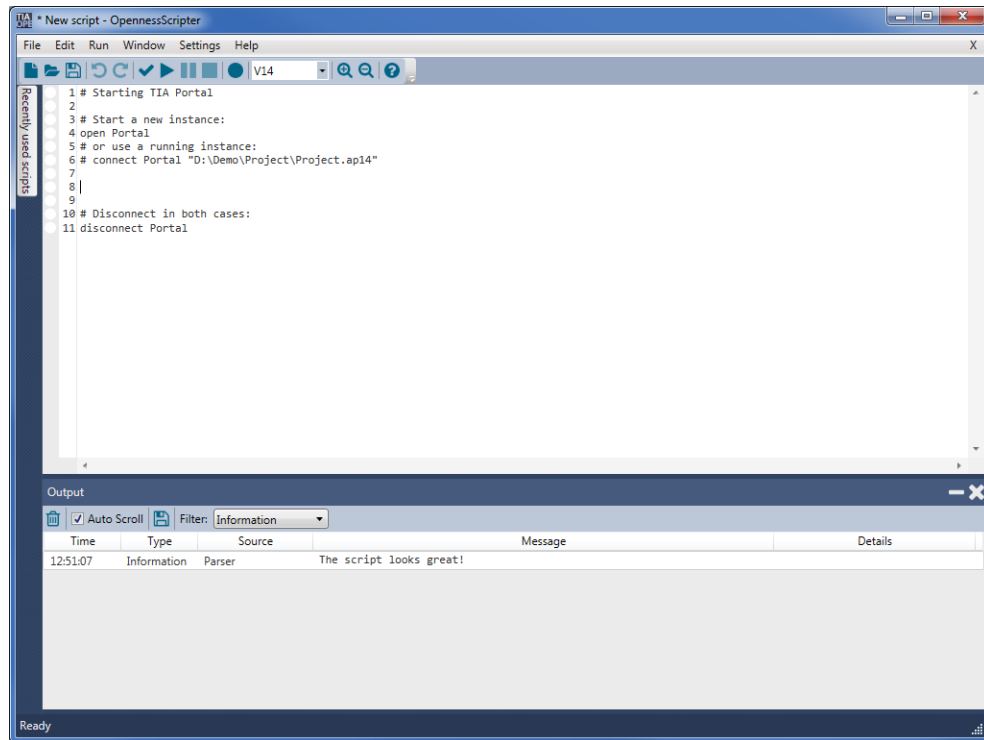 * New script - OpennessScripter
File Edit Run Window Settings Help X
V14
Recently used scripts
1 # Starting TIA Portal
2
3 # Start a new instance:
4 open Portal
5 # or use a running instance:
6 # connect Portal "D:\Demo\Project\Project.ap14"
7
8
9
10 # Disconnect in both cases:
11 disconnect Portal
Output
Auto Scroll Filter: Information
Time Type Source Message Details
12:51:07 Information Parser The script looks great!
Ready